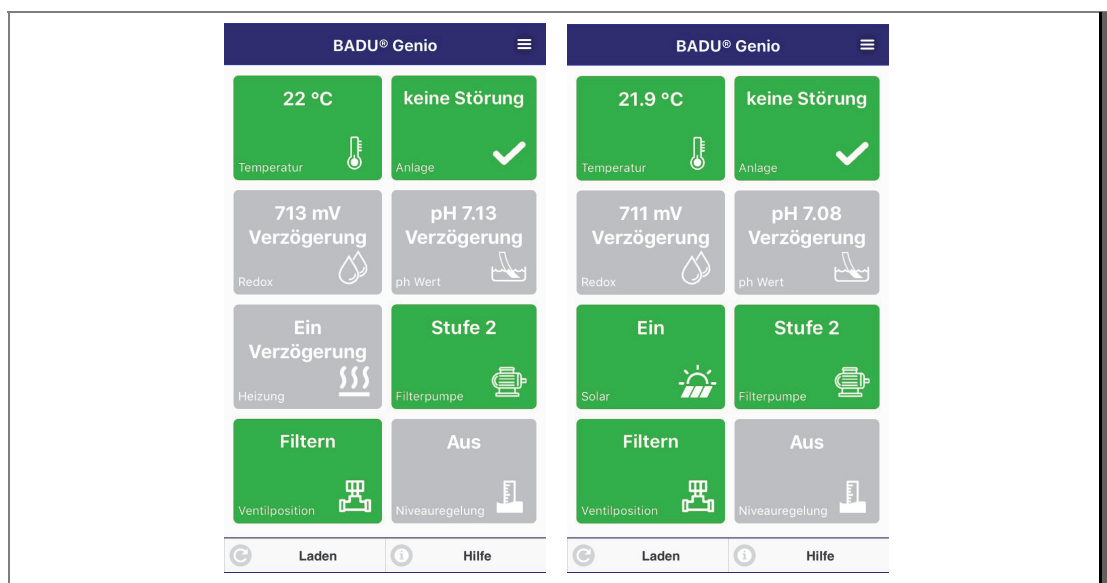 BADU® Genio
22 °C
Temperatur
keine Störung
Anlage
713 mV
Verzögerung
Redox
pH 7.13
Verzögerung
ph Wert
Ein
Verzögerung
Heizung
Stufe 2
Filterpumpe
Filtern
Ventilposition
Aus
Niveauregelung
Laden
Hilfe
BADU® Genio
21.9 °C
Temperatur
keine Störung
Anlage
711 mV
Verzögerung
Redox
pH 7.08
Verzögerung
ph Wert
Ein
Solar
Stufe 2
Filterpumpe
Filtern
Ventilposition
Aus
Niveauregelung
Laden
Hilfe